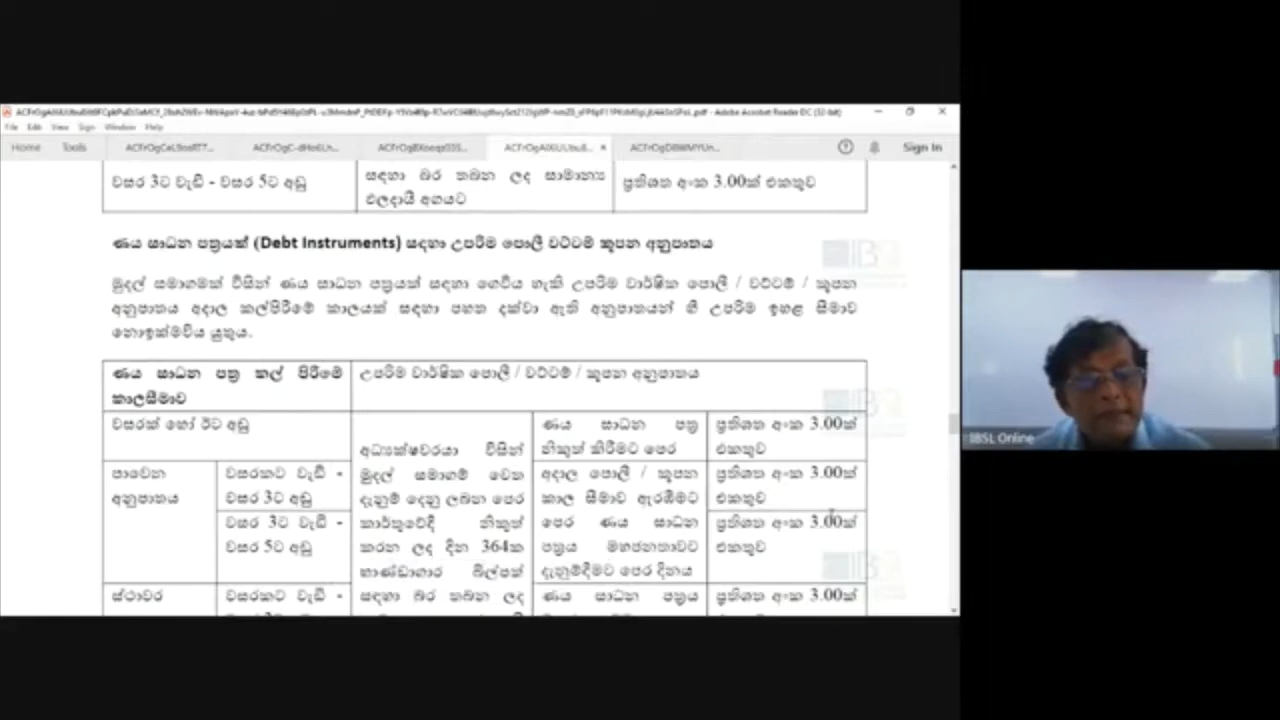 File Edit View Sign Window Help
Home Tools Sign In
වසර 3ට වැඩි - වසර 5ට අඩු
සඳහා බර තබන ලද සාමාන්‍ය
ඵලදායී අගයට
ප්‍රතිශත අංක 3.00ක් එකතුව
ණය සාධන පත්‍රයක් (Debt Instruments) සඳහා උපරිම පොලී වට්ටම් කූපන අනුපාතය
මුදල් සමාගමක් විසින් ණය සාධන පත්‍රයක් සඳහා ගෙවිය හැකි උපරිම වාර්ෂික පොලී / වට්ටම් / කූපන
අනුපාතය අදාල කල්පිරීමේ කාලයක් සඳහා පහත දක්වා ඇති අනුපාතයන් හී උපරිම ඉහළ සීමාව
නොඉක්මවිය යුතුය.
ණය සාධන පත්‍ර කල් පිරීමේ
කාලසීමාව
උපරිම වාර්ෂික පොලී / වට්ටම් / කූපන අනුපාතය
වසරක් හෝ ඊට අඩු
පාවෙන
අනුපාතය
වසරකට වැඩි -
වසර 3ට අඩු
වසර 3ට වැඩි -
වසර 5ට අඩු
ස්ථාවර
වසරකට වැඩි -
අධ්‍යක්ෂවරයා විසින්
මුදල් සමාගම් වෙත
දැනුම් දෙනු ලබන පෙර
කාර්තුවේදී නිකුත්
කරන ලද දින 364ක
භාණ්ඩාගාර බිල්පත්
සඳහා බර තබන ලද
ණය සාධන පත්‍ර
නිකුත් කිරීමට පෙර
අදාල පොලී / කූපන
කාල සීමාව ඇරඹීමට
පෙර ණය සාධන
පත්‍රය මහජනතාවට
දැනුම්දීමට පෙර දිනය
ණය සාධන පත්‍රය
ප්‍රතිශත අංක 3.00ක්
එකතුව
ප්‍රතිශත අංක 3.00ක්
එකතුව
ප්‍රතිශත අංක 3.00ක්
එකතුව
ප්‍රතිශත අංක 3.00ක්
IBSL Online